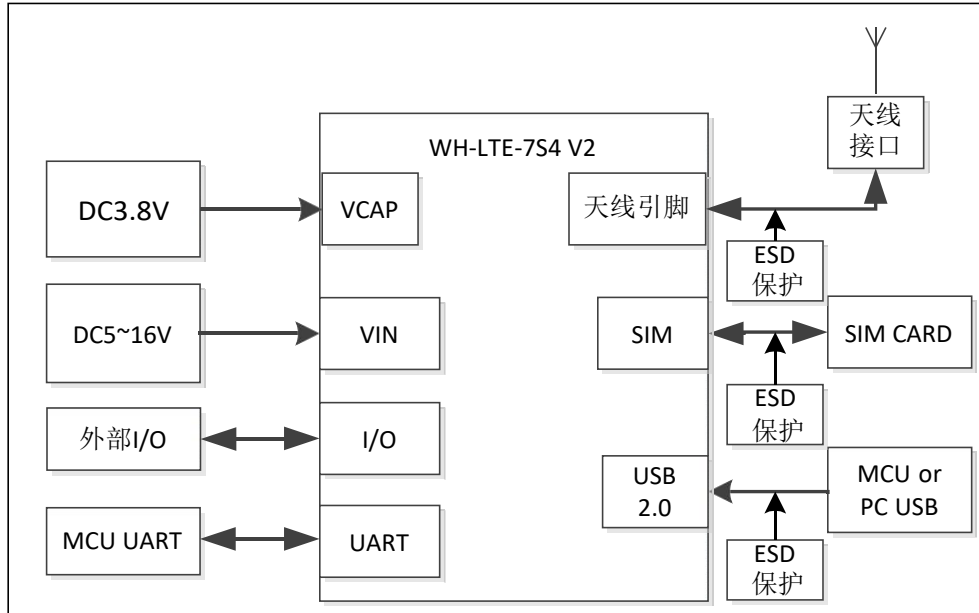 天线
接口
WH-LTE-7S4 V2
DC3.8V
VCAP
天线引脚
ESD
保护
DC5~16V
VIN
SIM
SIM CARD
ESD
保护
外部I/O
I/O
USB
2.0
MCU or
PC USB
MCU UART
UART
ESD
保护